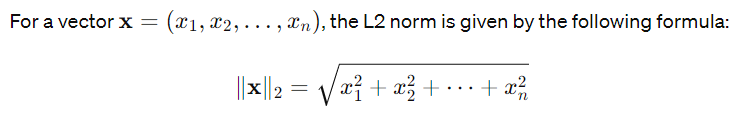 For a vector x = (x₁, x₂, . . . , xₙ), the L2 norm is given by the following formula:
‖x‖₂ = √(x₁² + x₂² + · · · + xₙ²)